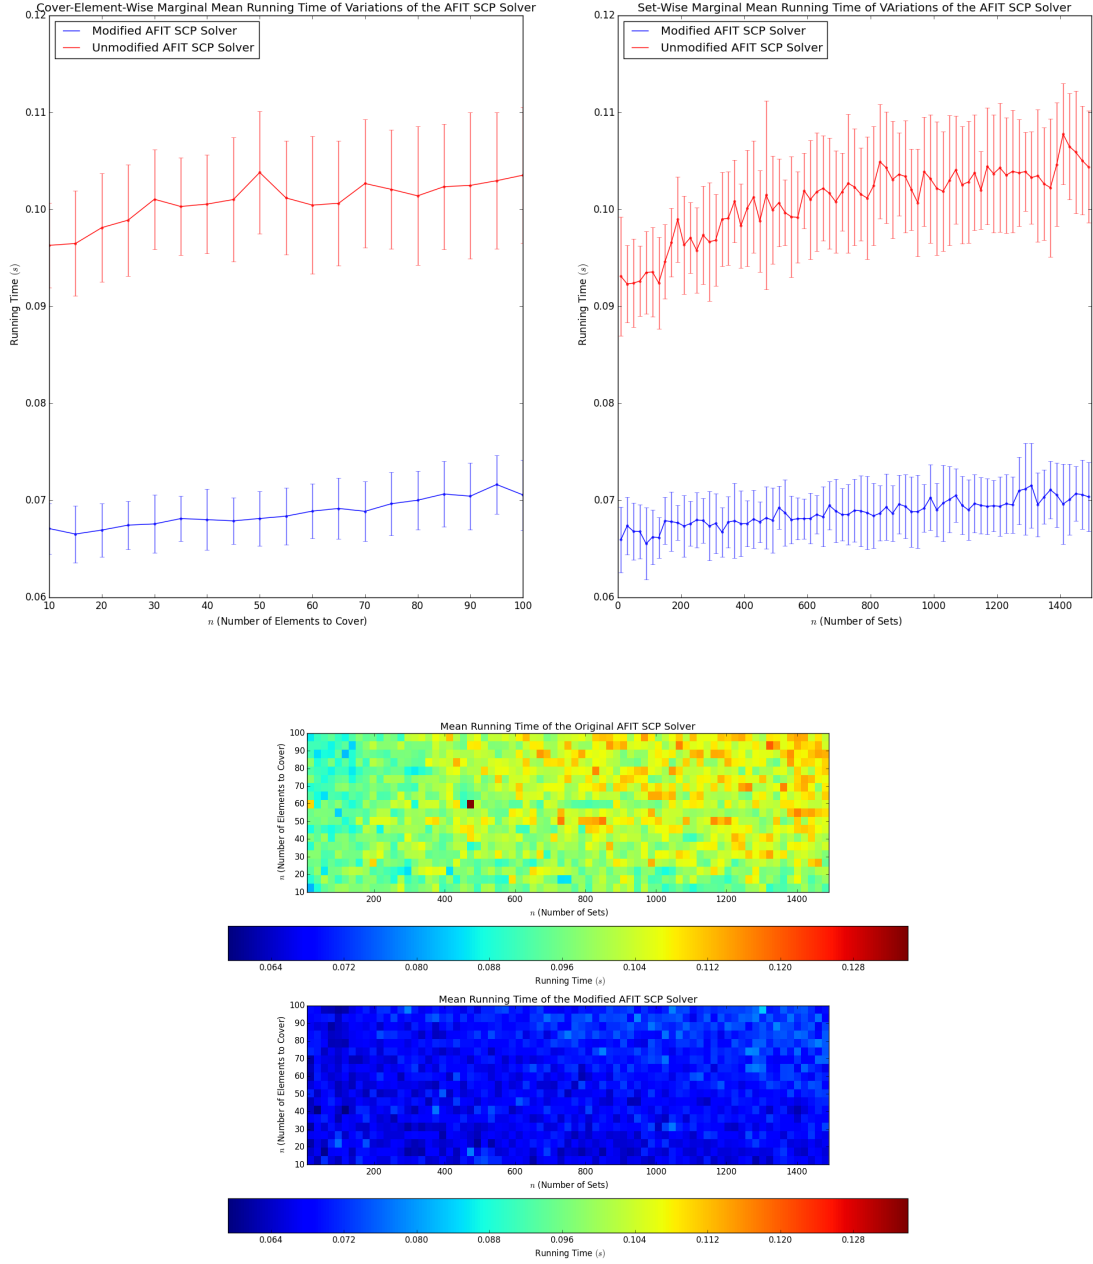 Cover-Element-Wise Marginal Mean Running Time of Variations of the AFIT SCP Solver
Modified AFIT SCP Solver
Unmodified AFIT SCP Solver
0.12
0.11
0.10
0.09
0.08
0.07
0.06
Running Time (s)
10 20 30 40 50 60 70 80 90 100
n (Number of Elements to Cover)
Set-Wise Marginal Mean Running Time of VAriations of the AFIT SCP Solver
Modified AFIT SCP Solver
Unmodified AFIT SCP Solver
0.12
0.11
0.10
0.09
0.08
0.07
0.06
Running Time (s)
0 200 400 600 800 1000 1200 1400
n (Number of Sets)
Mean Running Time of the Original AFIT SCP Solver
100
90
80
70
60
50
40
30
20
10
n (Number of Elements to Cover)
200 400 600 800 1000 1200 1400
n (Number of Sets)
0.064 0.072 0.080 0.088 0.096 0.104 0.112 0.120 0.128
Running Time (s)
Mean Running Time of the Modified AFIT SCP Solver
100
90
80
70
60
50
40
30
20
10
n (Number of Elements to Cover)
200 400 600 800 1000 1200 1400
n (Number of Sets)
0.064 0.072 0.080 0.088 0.096 0.104 0.112 0.120 0.128
Running Time (s)